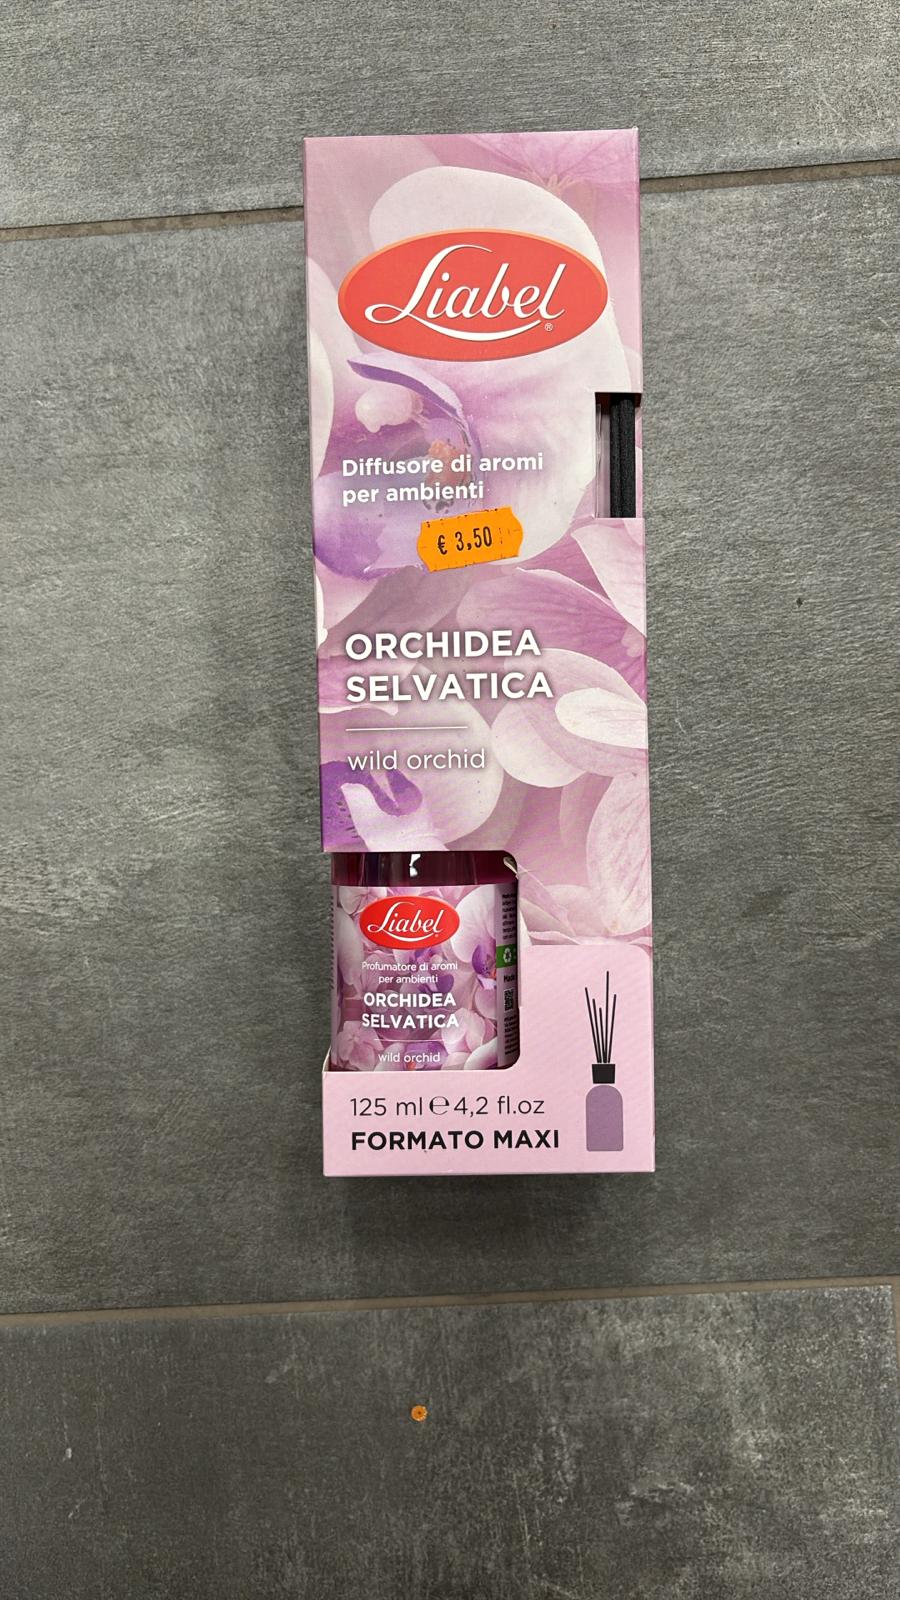 Liabel
®
Diffusore di aromi
per ambienti
€ 3,50
ORCHIDEA
SELVATICA
wild orchid
Liabel
Profumatore di aromi
per ambienti
ORCHIDEA
SELVATICA
wild orchid
125 ml ℮ 4,2 fl.oz
FORMATO MAXI